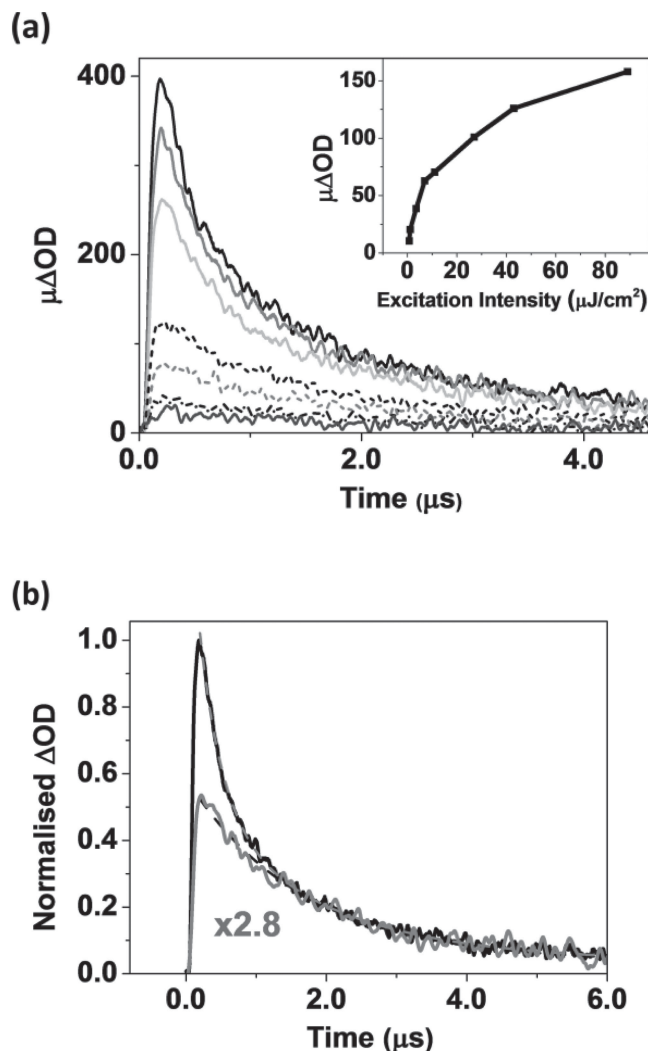 (a)
400
200
0
μΔOD
0.0 2.0 4.0
Time (μs)
150
100
50
0
μΔOD
0 20 40 60 80
Excitation Intensity (μJ/cm²)
(b)
1.0
0.8
0.6
0.4
0.2
0.0
Normalised ΔOD
x2.8
0.0 2.0 4.0 6.0
Time (μs)